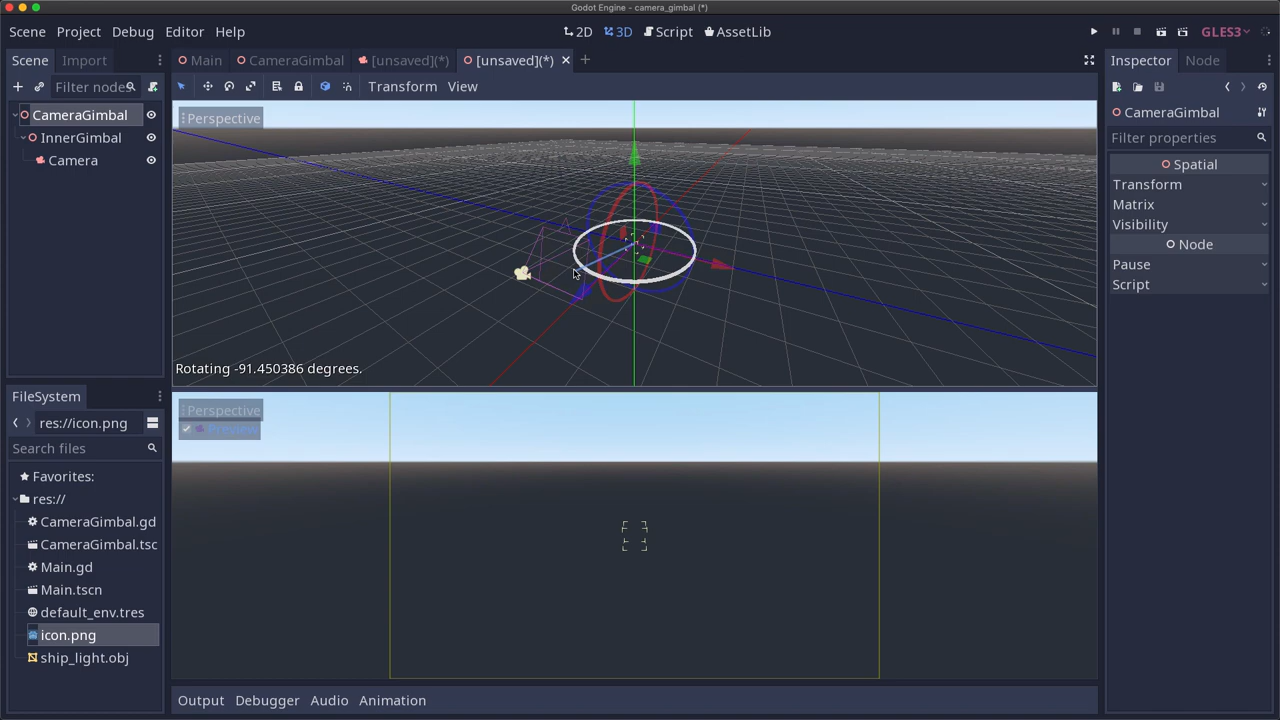 Godot Engine - camera_gimbal (*)
Scene Project Debug Editor Help
2D 3D Script AssetLib
GLES3
Scene Import
Main CameraGimbal [unsaved](*) [unsaved](*)
Inspector Node
Filter nodes
Transform View
CameraGimbal
InnerGimbal
Camera
Perspective
Rotating -91.450386 degrees.
CameraGimbal
Filter properties
Spatial
Transform
Matrix
Visibility
Node
Pause
Script
FileSystem
res://icon.png
Search files
Favorites:
res://
CameraGimbal.gd
CameraGimbal.tsc
Main.gd
Main.tscn
default_env.tres
icon.png
ship_light.obj
Perspective
Preview
Output Debugger Audio Animation